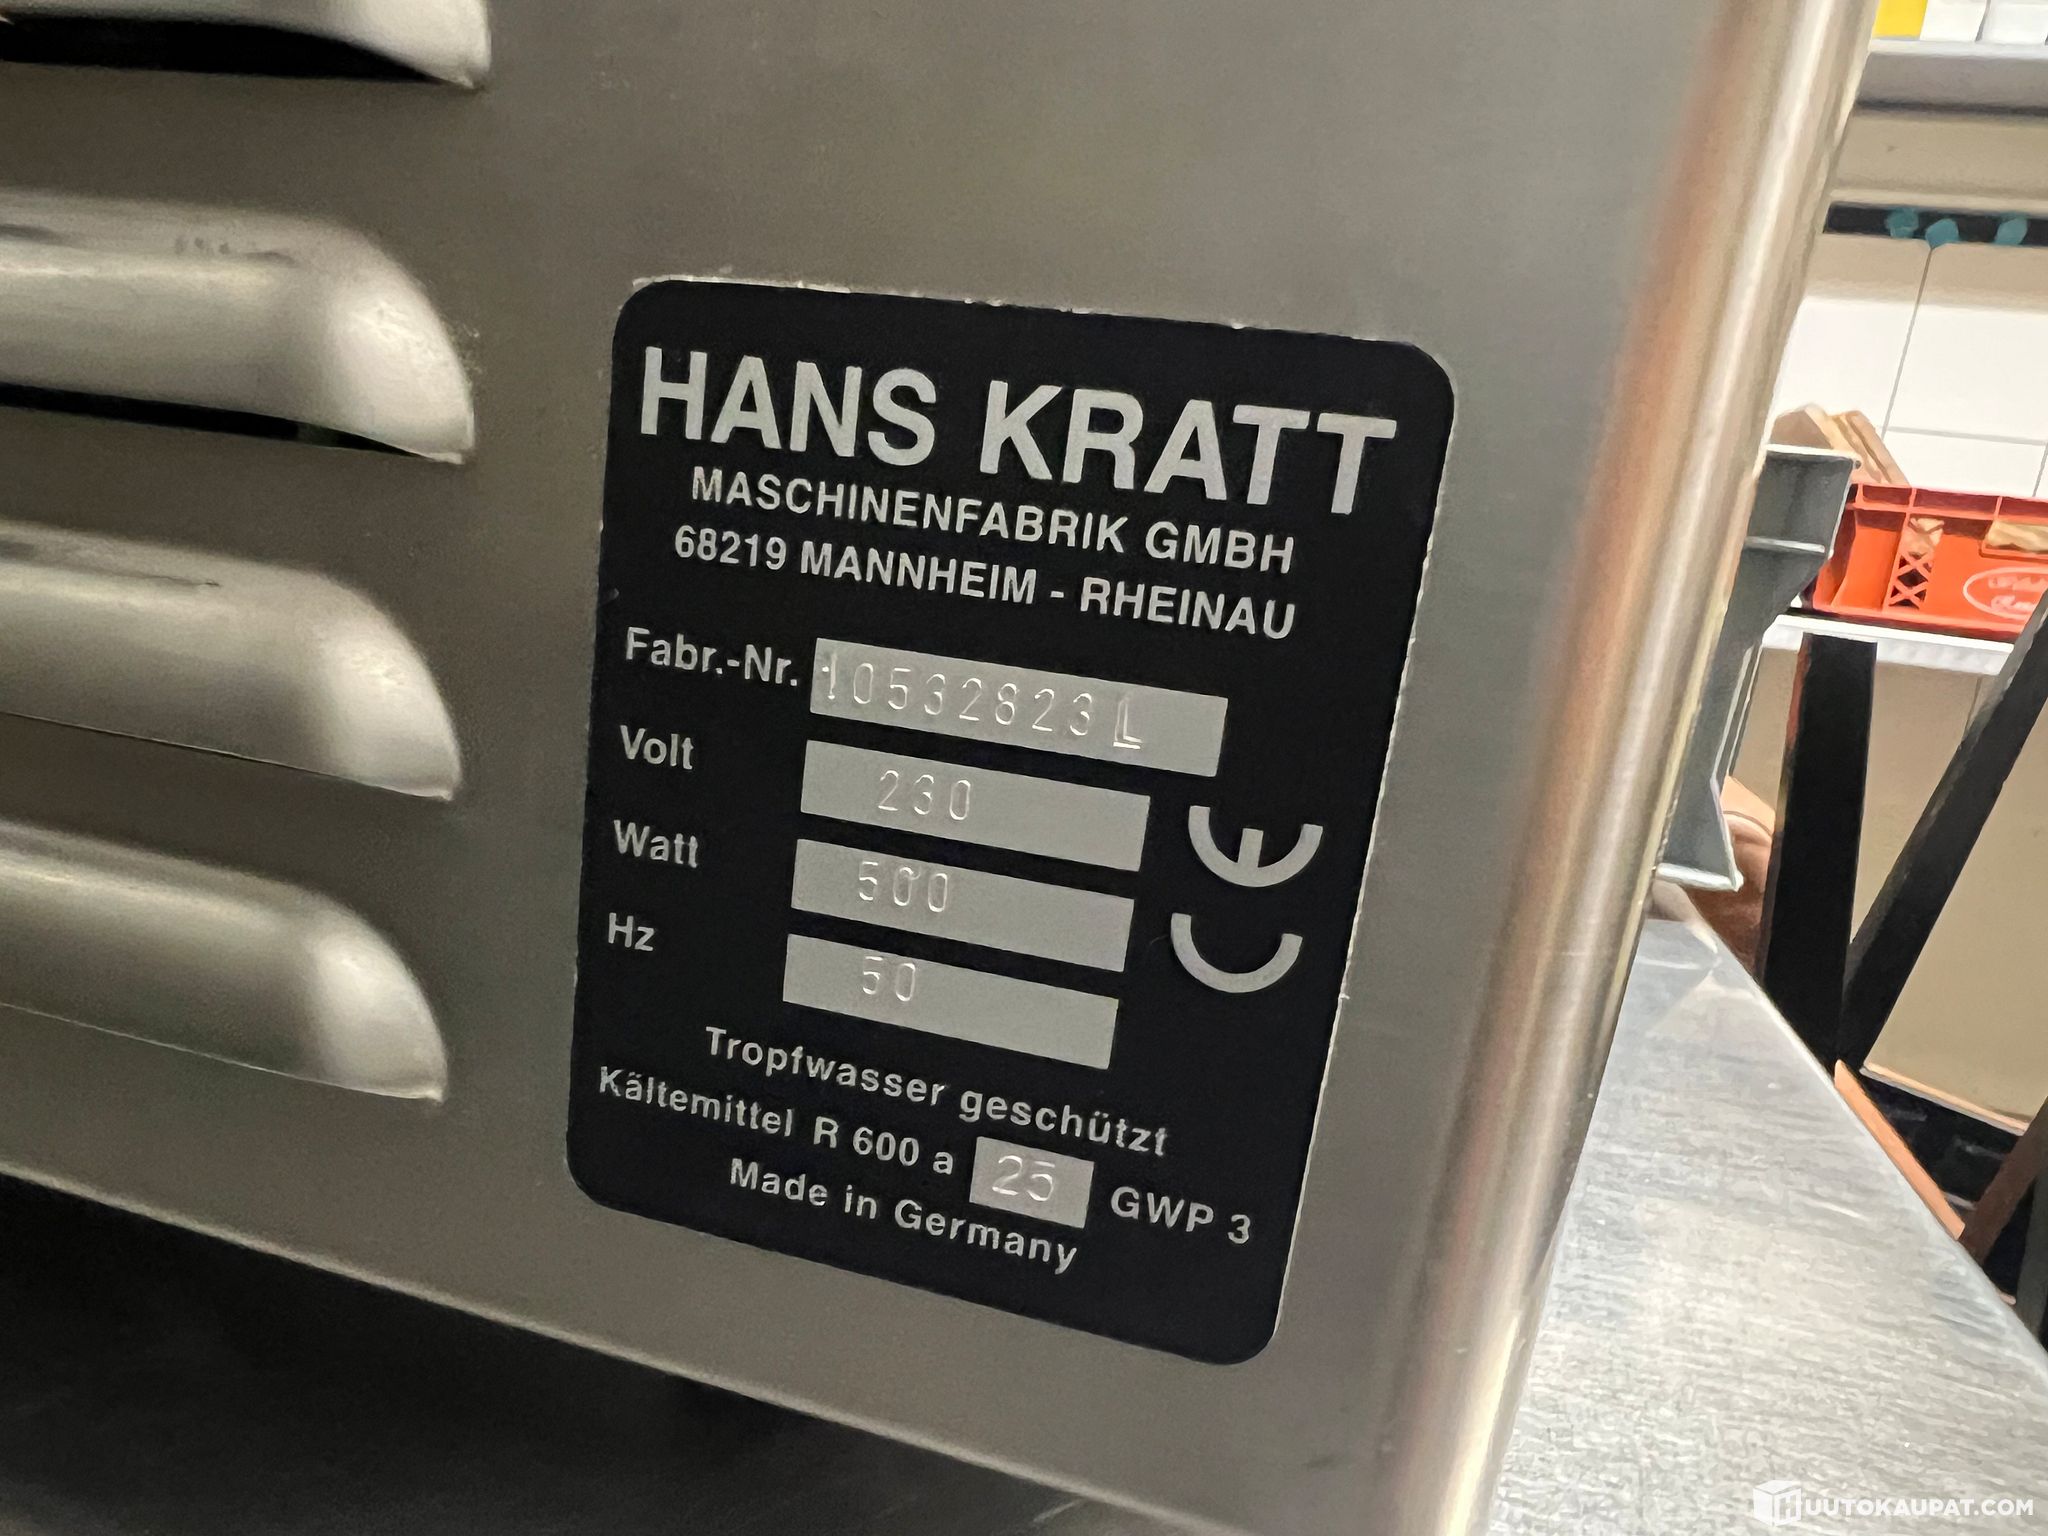 HANS KRATT
MASCHINENFABRIK GMBH
68219 MANNHEIM - RHEINAU
Fabr.-Nr. 10532823L
Volt 230
Watt 500
Hz 50
CE
Tropfwasser geschützt
Kältemittel R 600 a 25 GWP 3
Made in Germany
HUUTOKAUPAT.COM